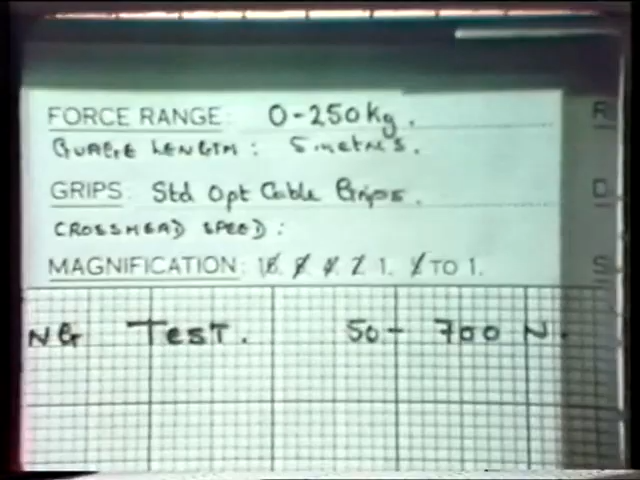 FORCE RANGE: 0-250 kg. R
GUAGE LENGTH: 5 metres.
GRIPS: Std Opt Cable Grips. D
CROSSHEAD SPEED:
MAGNIFICATION: 1. TO 1. S
NG TEST. 50- 700 N.